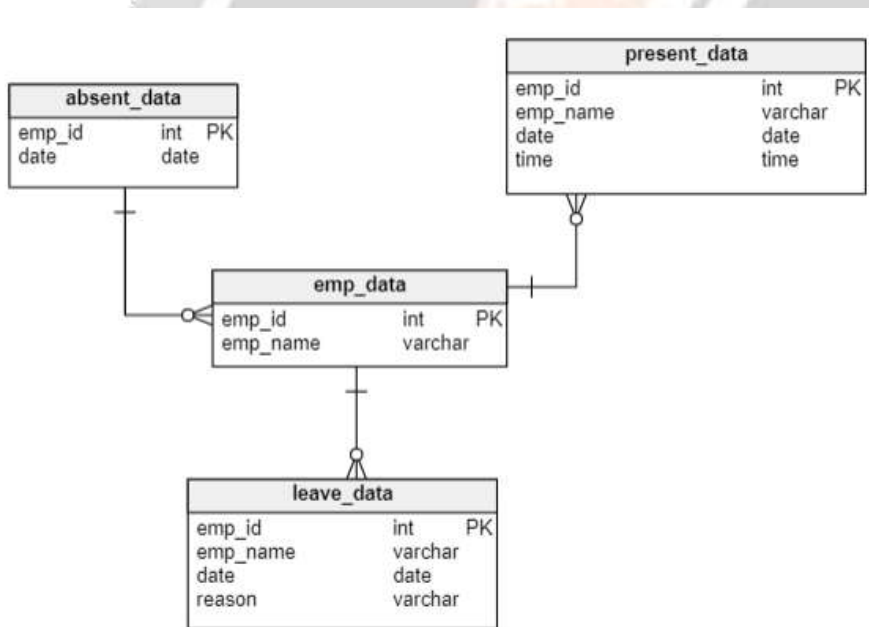 present_data
emp_id int PK
emp_name varchar
date date
time time
absent_data
emp_id int PK
date date
emp_data
emp_id int PK
emp_name varchar
leave_data
emp_id int PK
emp_name varchar
date date
reason varchar